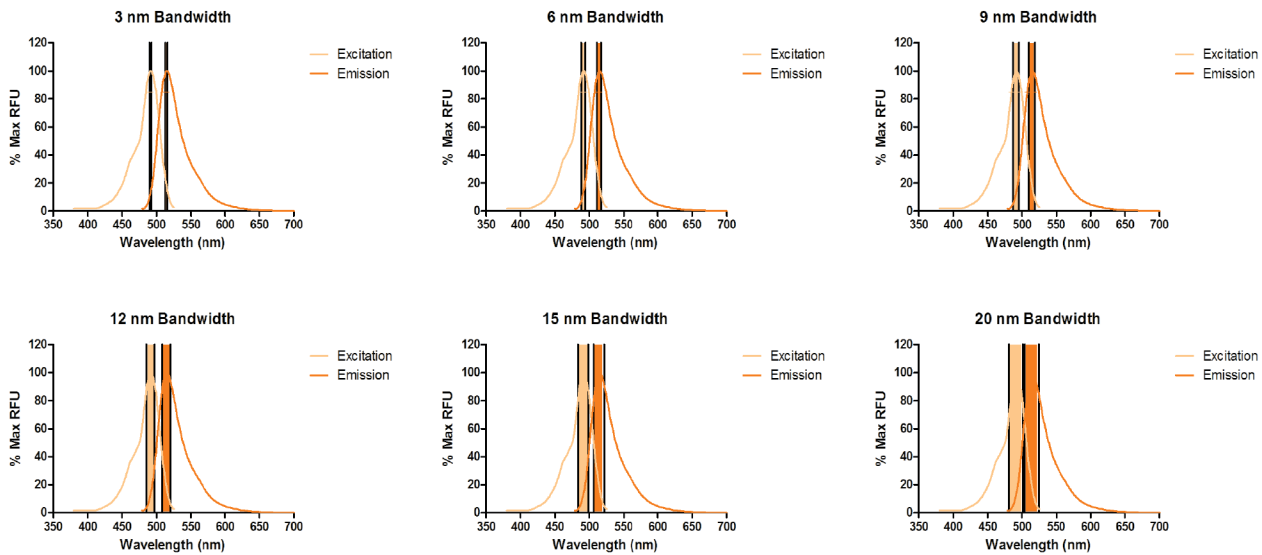 3 nm Bandwidth
120
100
80
60
40
20
0
% Max RFU
350 400 450 500 550 600 650 700
Wavelength (nm)
Excitation
Emission
6 nm Bandwidth
120
100
80
60
40
20
0
% Max RFU
350 400 450 500 550 600 650 700
Wavelength (nm)
Excitation
Emission
9 nm Bandwidth
120
100
80
60
40
20
0
% Max RFU
350 400 450 500 550 600 650 700
Wavelength (nm)
Excitation
Emission
12 nm Bandwidth
120
100
80
60
40
20
0
% Max RFU
350 400 450 500 550 600 650 700
Wavelength (nm)
Excitation
Emission
15 nm Bandwidth
120
100
80
60
40
20
0
% Max RFU
350 400 450 500 550 600 650 700
Wavelength (nm)
Excitation
Emission
20 nm Bandwidth
120
100
80
60
40
20
0
% Max RFU
350 400 450 500 550 600 650 700
Wavelength (nm)
Excitation
Emission